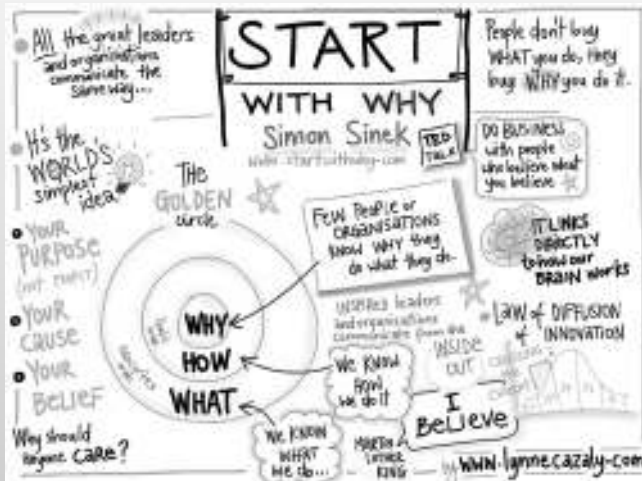 ALL the great leaders
and organisations
communicate the
same way...
START
WITH WHY
Simon Sinek
TED
TALK
www.startwithwhy.com
People don't buy
WHAT you do, they
buy WHY you do it.
It's the
WORLD'S
simplest
idea
DO BUSINESS
with people
who believe what
you believe
THE
GOLDEN
circle
FEW PEOPLE or
ORGANISATIONS
KNOW WHY they
do what they do..
IT LINKS
DIRECTLY
to how our
BRAIN works
YOUR
PURPOSE
(not PROFIT)
YOUR
CAUSE
YOUR
BELIEF
Why should
anyone CARE?
WHY
HOW
WHAT
INSPIRED leaders
and organisations
communicate from the
INSIDE
OUT
LAW of DIFFUSION
of INNOVATION
WE KNOW
HOW
we do it
WE KNOW
WHAT
we do...
I
Believe
MARTIN
LUTHER
KING
by www.lynnecazaly.com